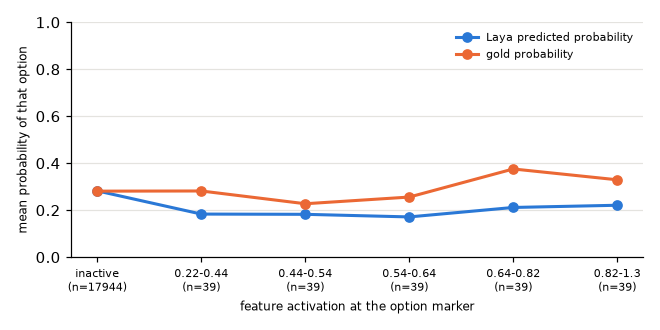 1.0
0.8
0.6
0.4
0.2
0.0
mean probability of that option
Laya predicted probability
gold probability
inactive
(n=17944)
0.22-0.44
(n=39)
0.44-0.54
(n=39)
0.54-0.64
(n=39)
0.64-0.82
(n=39)
0.82-1.3
(n=39)
feature activation at the option marker